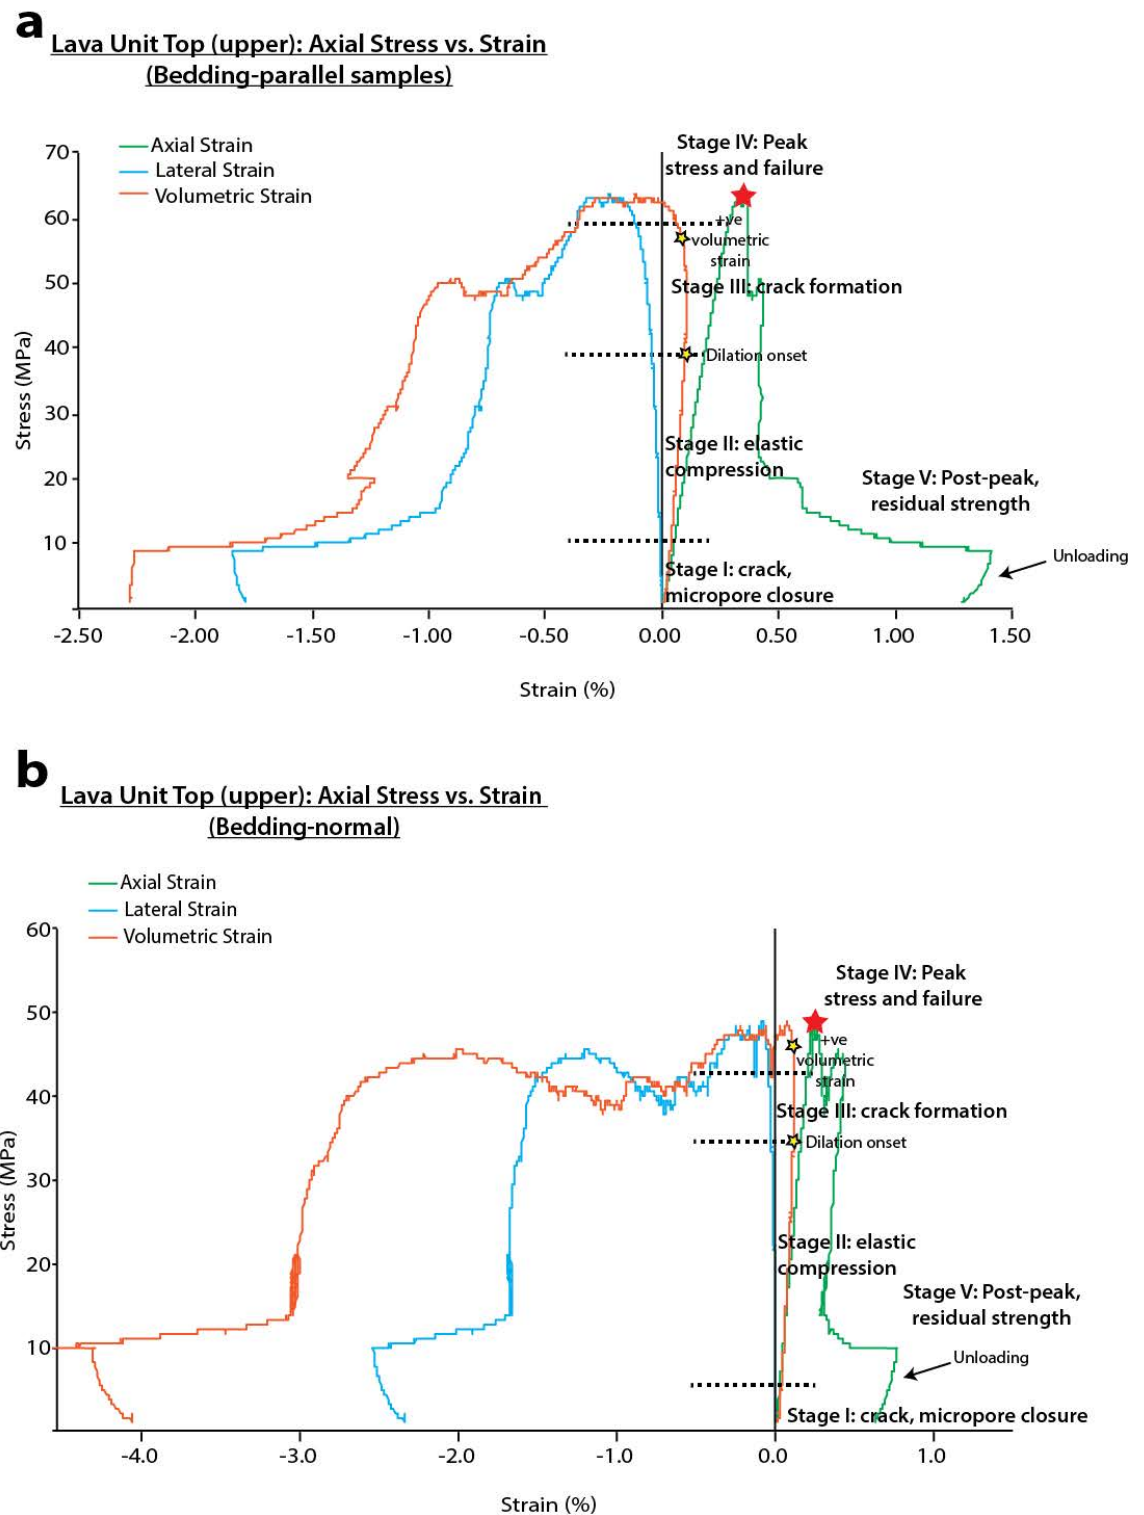 a
Lava Unit Top (upper): Axial Stress vs. Strain
(Bedding-parallel samples)
Axial Strain
Lateral Strain
Volumetric Strain
Stage IV: Peak
stress and failure
+ve
volumetric
strain
Stage III: crack formation
Dilation onset
Stage II: elastic
compression
Stage V: Post-peak,
residual strength
Unloading
Stage I: crack,
micropore closure
70
60
50
40
30
20
10
Stress (MPa)
-2.50 -2.00 -1.50 -1.00 -0.50 0.00 0.50 1.00 1.50
Strain (%)
b
Lava Unit Top (upper): Axial Stress vs. Strain
(Bedding-normal)
Axial Strain
Lateral Strain
Volumetric Strain
Stage IV: Peak
stress and failure
+ve
volumetric
strain
Stage III: crack formation
Dilation onset
Stage II: elastic
compression
Stage V: Post-peak,
residual strength
Unloading
Stage I: crack, micropore closure
60
50
40
30
20
10
Stress (MPa)
-4.0 -3.0 -2.0 -1.0 0.0 1.0
Strain (%)